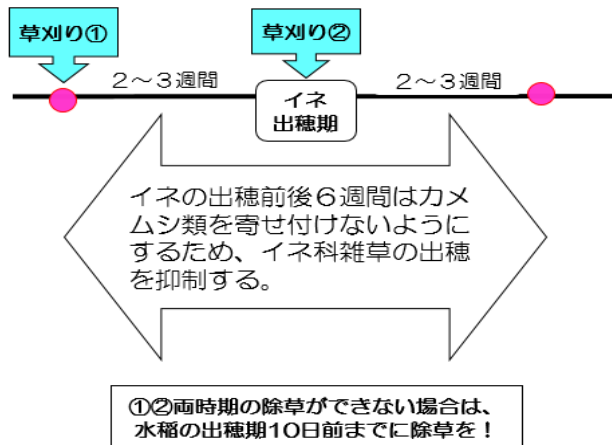 草刈り①
草刈り②
2〜3週間
イネ
出穂期
2〜3週間
イネの出穂前後6週間はカメ
ムシ類を寄せ付けないように
するため、イネ科雑草の出穂
を抑制する。
①②両時期の除草ができない場合は、
水稲の出穂期10日前までに除草を！